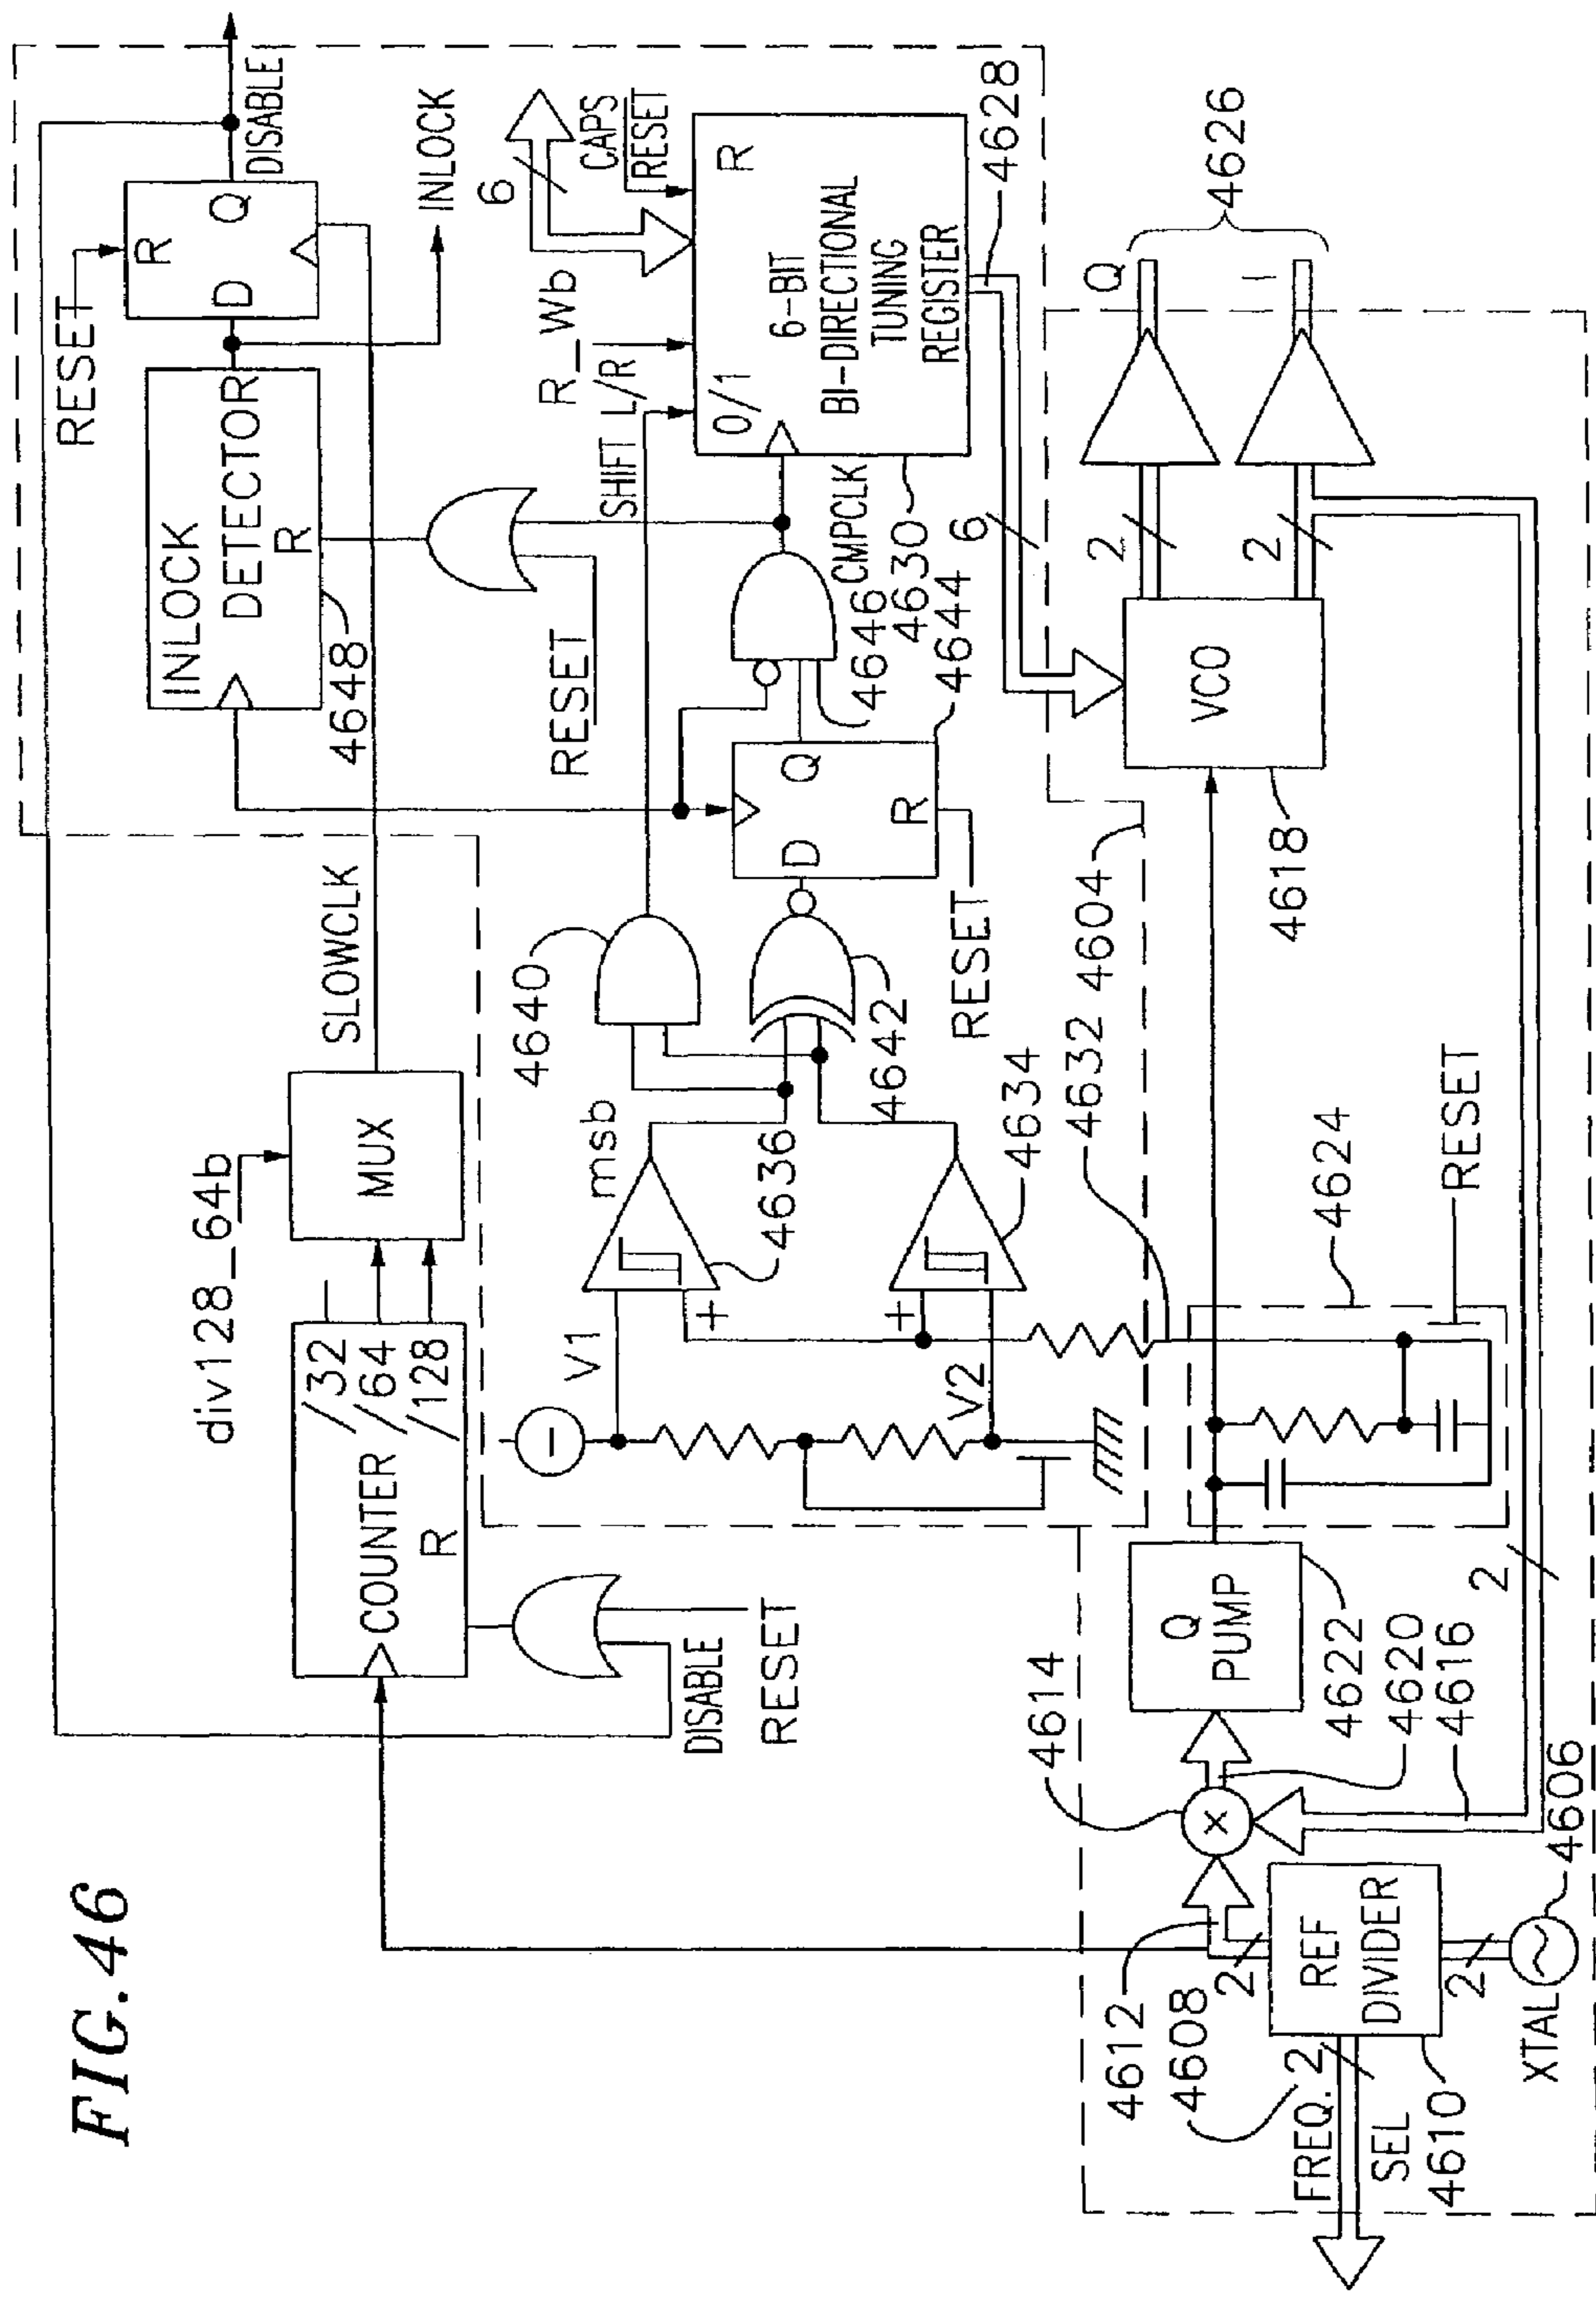 FIG.46
RESET
R
D
Q
DISABLE
INLOCK
DETECTOR
R
INLOCK
4648
div128_64b
/32
/64
/128
COUNTER
R
MUX
SLOWCLK
DISABLE
RESET
RESET
6
CAPS
RESET
R_Wb
SHIFT L/R
0/1
R
6-BIT
BI-DIRECTIONAL
TUNING
REGISTER
CMPCLK
4646
4630
4644
4628
6
V1
V2
msb
+
+
4636
4634
4640
4642
D
Q
R
RESET
4632
4604
4624
RESET
Q
PUMP
4622
4620
4616
4614
×
VCO
4618
2
2
Q
I
4626
2
4612
4608
2
REF
DIVIDER
2
FREQ.
SEL
2
4610
XTAL
4606